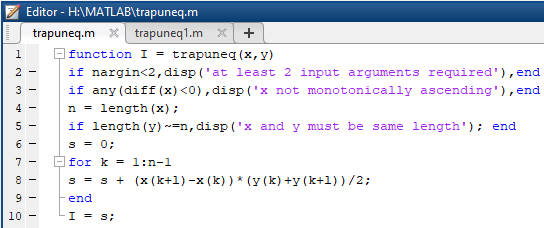 Editor - H:\MATLAB\trapuneq.m
trapuneq.m × trapuneq1.m × +
1 function I = trapuneq(x,y)
2 - if nargin<2,disp('at least 2 input arguments required'),end
3 - if any(diff(x)<0),disp('x not monotonically ascending'),end
4 - n = length(x);
5 - if length(y)~=n,disp('x and y must be same length'); end
6 - s = 0;
7 - for k = 1:n-1
8 - s = s + (x(k+1)-x(k))*(y(k)+y(k+1))/2;
9 - end
10 - I = s;